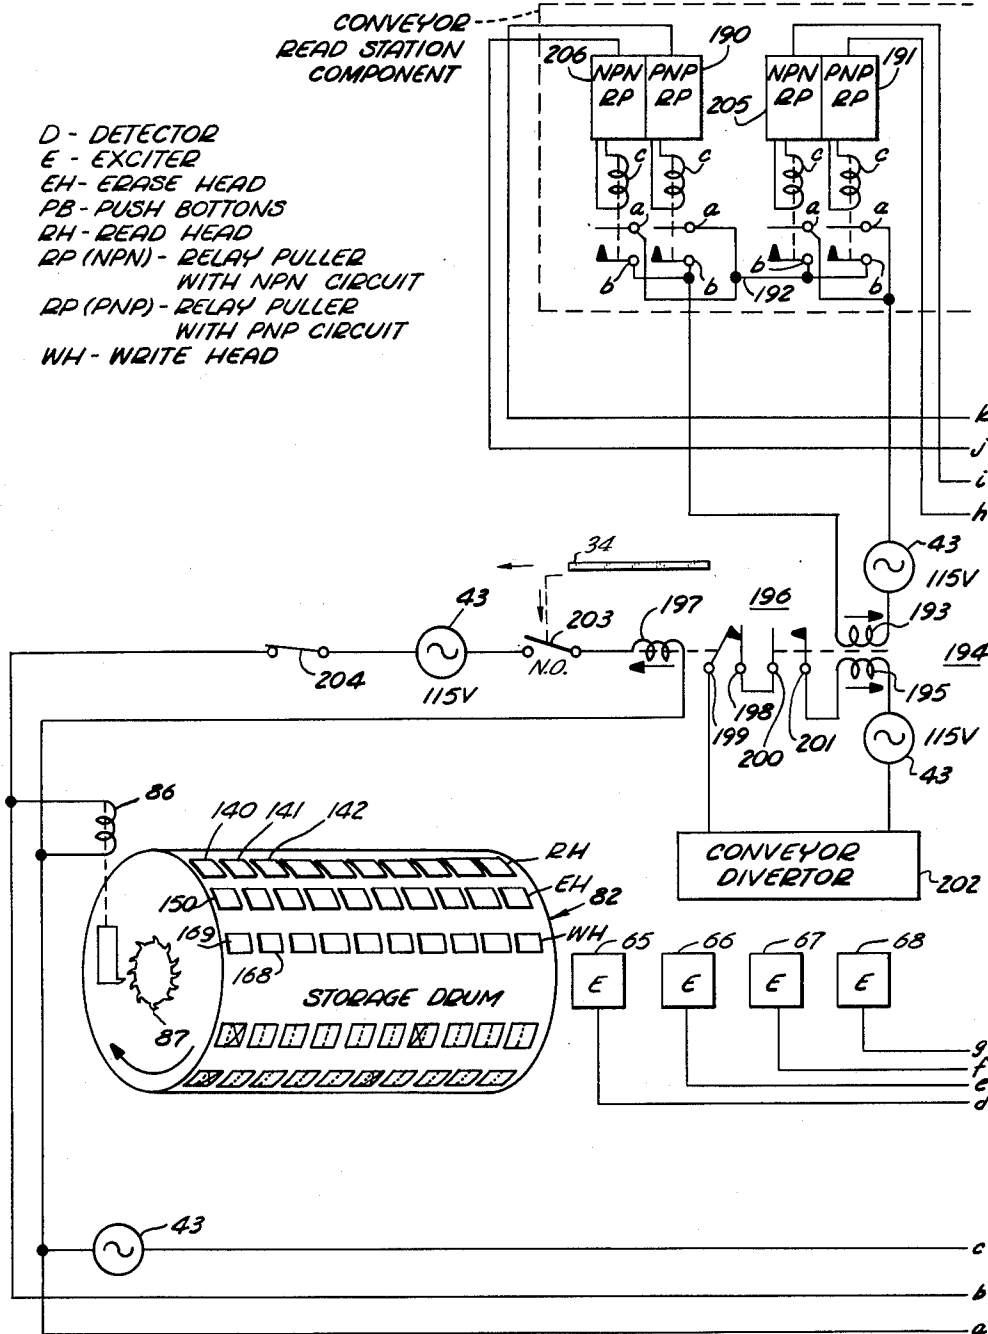 CONVEYOR
READ STATION
COMPONENT
206
190
191
205
NPN
RP
PNP
RP
NPN
RP
PNP
RP
c
c
c
c
a
a
a
a
b
b
b
b
192
D - DETECTOR
E - EXCITER
EH - ERASE HEAD
PB - PUSH BOTTONS
RH - READ HEAD
RP (NPN) - RELAY PULLER
WITH NPN CIRCUIT
RP (PNP) - RELAY PULLER
WITH PNP CIRCUIT
WH - WRITE HEAD
k
j
i
h
43
115V
34
43
203
197
196
193
194
204
115V
N.O.
198
199
200
201
195
115V
43
86
140
141
142
RH
EH
150
82
169
168
WH
STORAGE DRUM
87
CONVEYOR
DIVERTOR
202
65
66
67
68
E
E
E
E
g
f
e
d
43
c
b
a